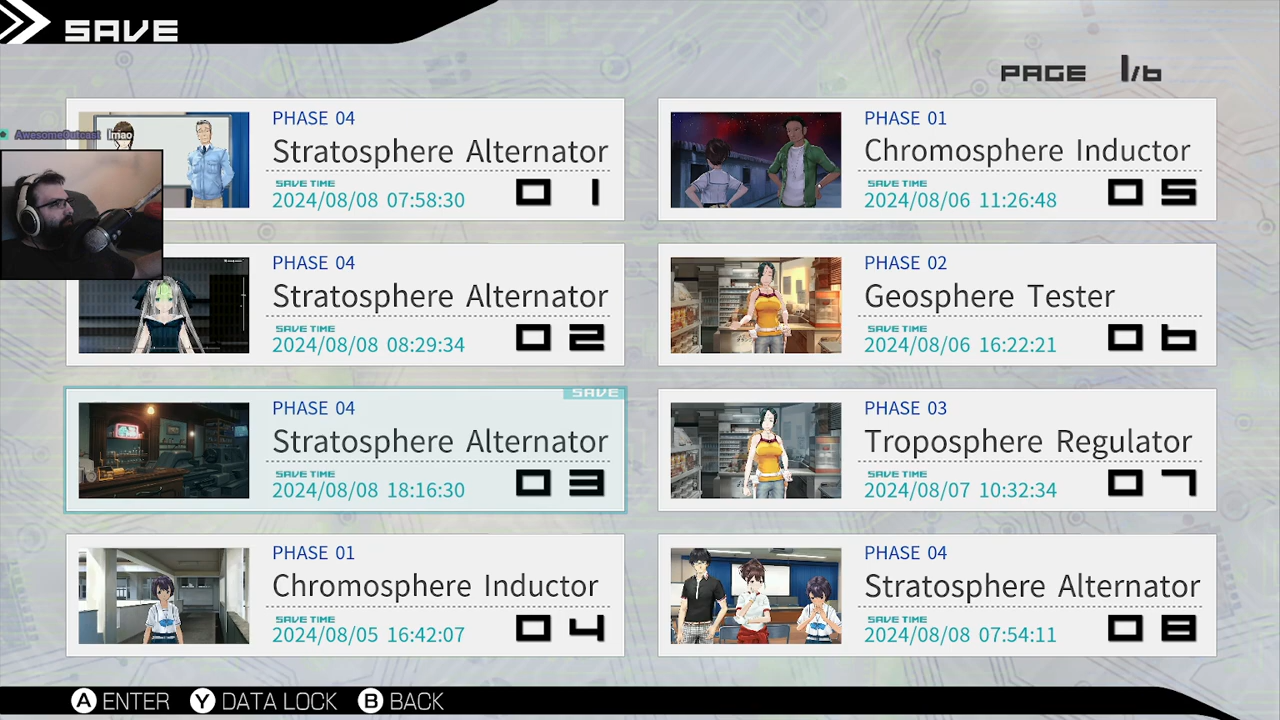 SAVE
PAGE 1/6
AwesomeOutcast lmao
PHASE 04
Stratosphere Alternator
SAVE TIME
2024/08/08 07:58:30
01
PHASE 04
Stratosphere Alternator
SAVE TIME
2024/08/08 08:29:34
02
SAVE
PHASE 04
Stratosphere Alternator
SAVE TIME
2024/08/08 18:16:30
03
PHASE 01
Chromosphere Inductor
SAVE TIME
2024/08/05 16:42:07
04
PHASE 01
Chromosphere Inductor
SAVE TIME
2024/08/06 11:26:48
05
PHASE 02
Geosphere Tester
SAVE TIME
2024/08/06 16:22:21
06
PHASE 03
Troposphere Regulator
SAVE TIME
2024/08/07 10:32:34
07
PHASE 04
Stratosphere Alternator
SAVE TIME
2024/08/08 07:54:11
08
A ENTER Y DATA LOCK B BACK